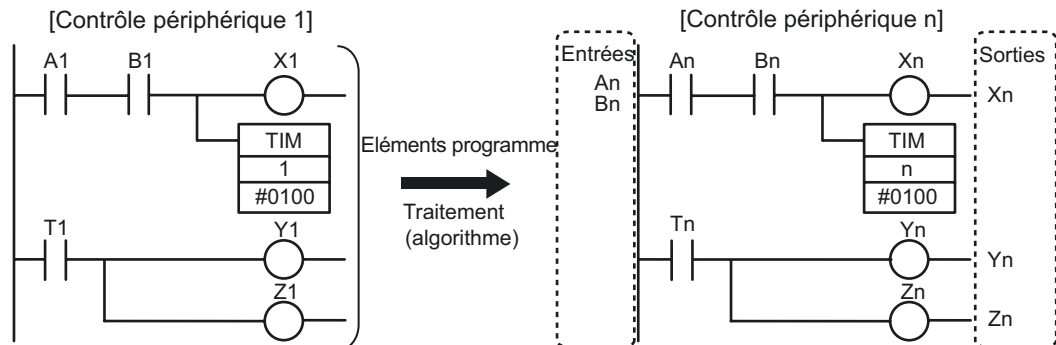 [Contrôle périphérique 1]
A1 B1 X1
TIM
1
#0100
T1 Y1
Z1
Eléments programme
Traitement
(algorithme)
[Contrôle périphérique n]
Entrées
An
Bn
An Bn Xn
TIM
n
#0100
Tn Yn
Zn
Sorties
Xn
Yn
Zn